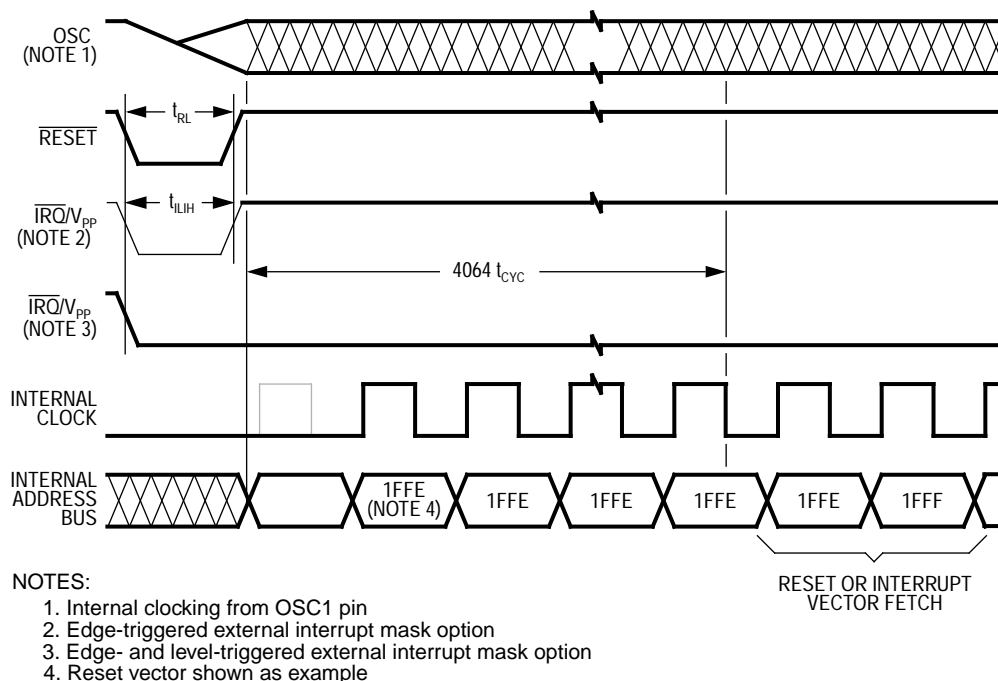 OSC
(NOTE 1)
tRL
RESET
tILIH
IRQ/VPP
(NOTE 2)
4064 tCYC
IRQ/VPP
(NOTE 3)
INTERNAL
CLOCK
INTERNAL
ADDRESS
BUS
1FFE
(NOTE 4)
1FFE
1FFE
1FFE
1FFE
1FFF
RESET OR INTERRUPT
VECTOR FETCH
NOTES:
1. Internal clocking from OSC1 pin
2. Edge-triggered external interrupt mask option
3. Edge- and level-triggered external interrupt mask option
4. Reset vector shown as example